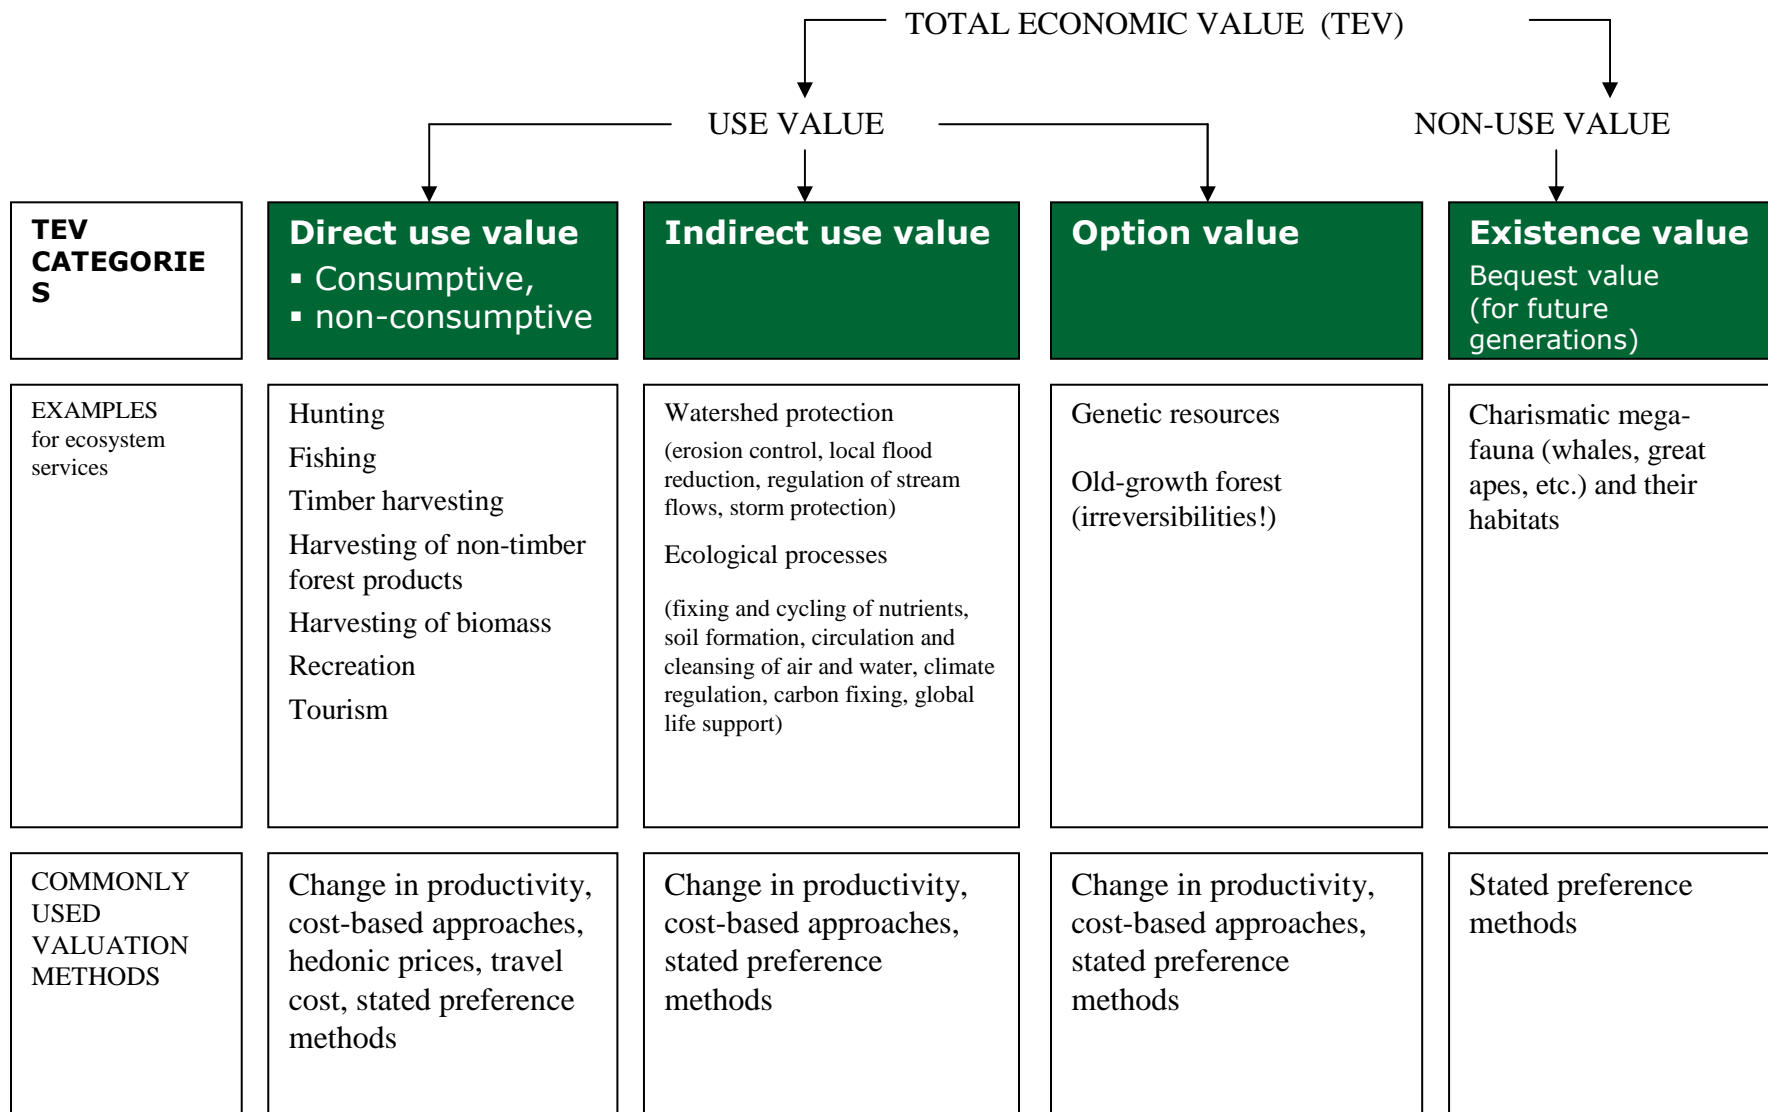 TOTAL ECONOMIC VALUE (TEV)
USE VALUE
NON-USE VALUE
TEV
CATEGORIE
S
Direct use value
▪ Consumptive,
▪ non-consumptive
Indirect use value
Option value
Existence value
Bequest value
(for future
generations)
EXAMPLES
for ecosystem
services
Hunting
Fishing
Timber harvesting
Harvesting of non-timber
forest products
Harvesting of biomass
Recreation
Tourism
Watershed protection
(erosion control, local flood
reduction, regulation of stream
flows, storm protection)
Ecological processes
(fixing and cycling of nutrients,
soil formation, circulation and
cleansing of air and water, climate
regulation, carbon fixing, global
life support)
Genetic resources
Old-growth forest
(irreversibilities!)
Charismatic mega-
fauna (whales, great
apes, etc.) and their
habitats
COMMONLY
USED
VALUATION
METHODS
Change in productivity,
cost-based approaches,
hedonic prices, travel
cost, stated preference
methods
Change in productivity,
cost-based approaches,
stated preference
methods
Change in productivity,
cost-based approaches,
stated preference
methods
Stated preference
methods